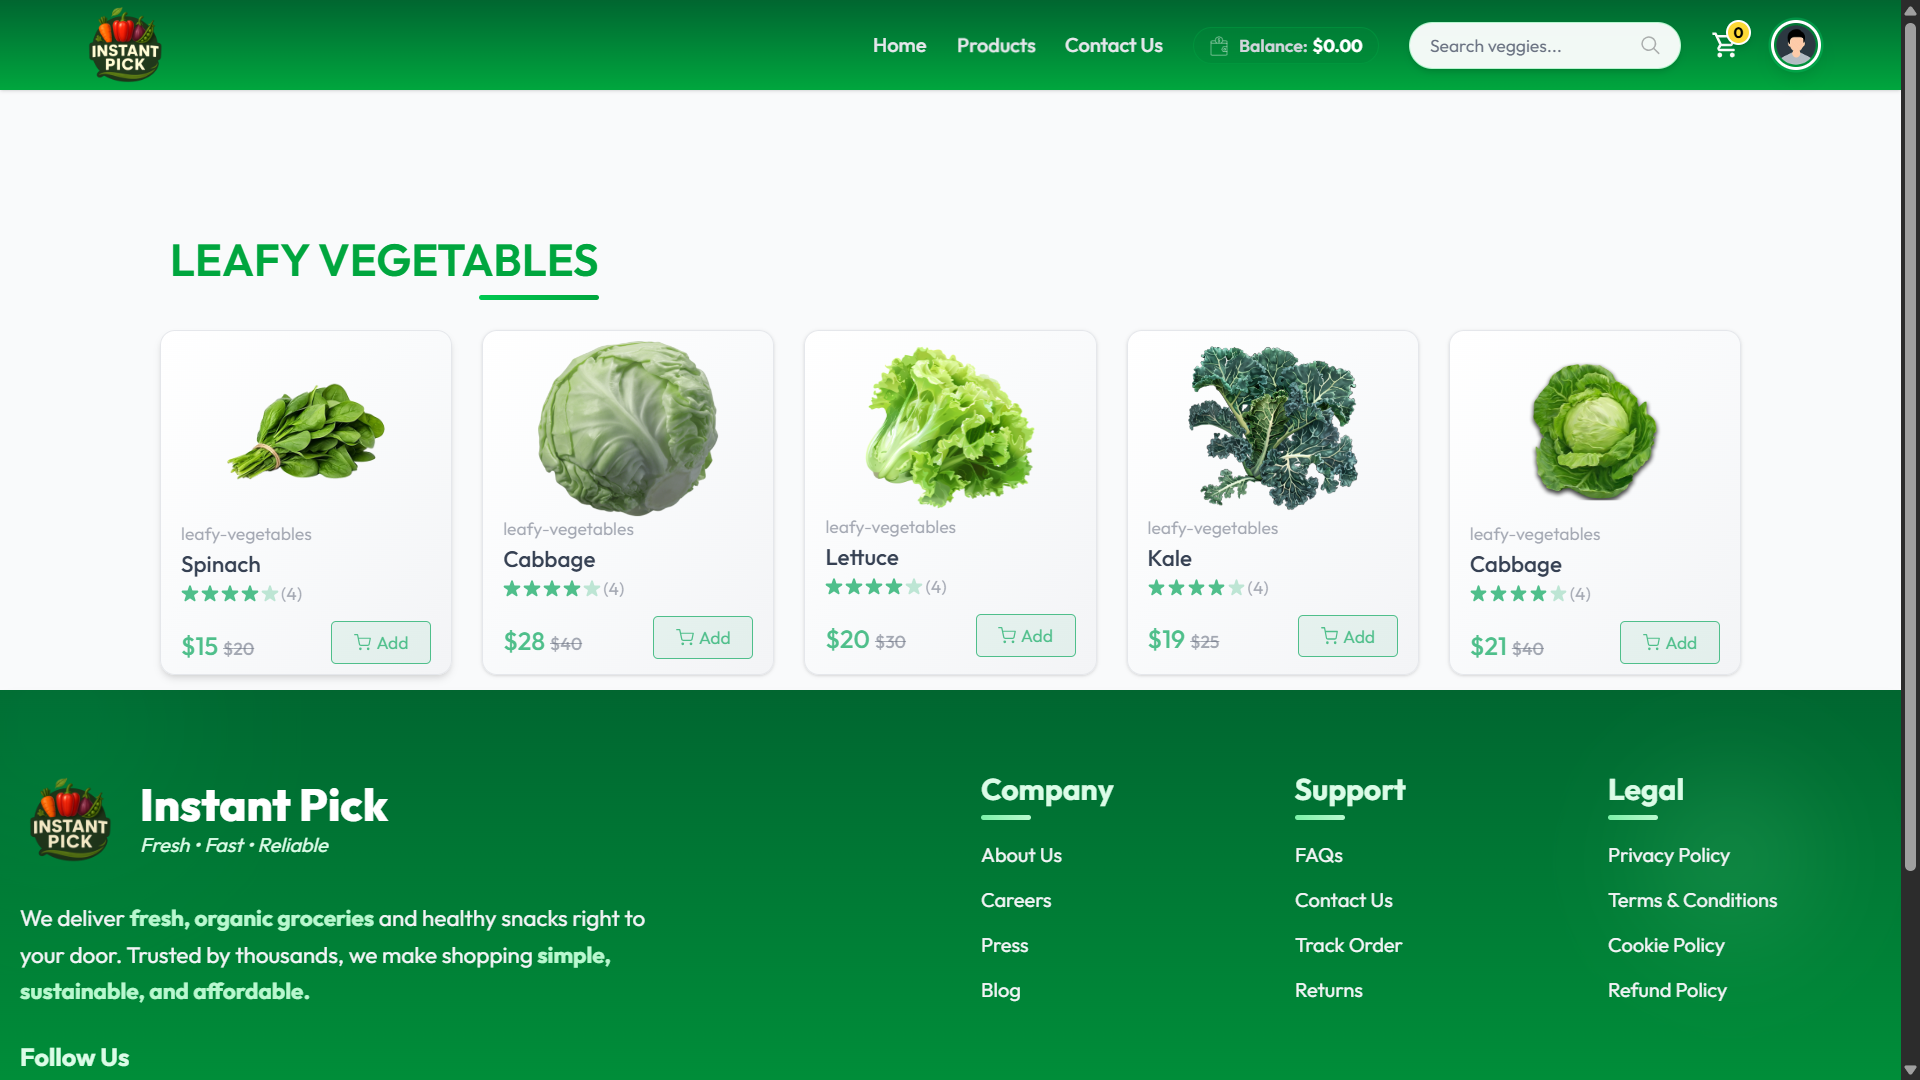 INSTANT
PICK
Home
Products
Contact Us
Balance: $0.00
Search veggies...
0
LEAFY VEGETABLES
leafy-vegetables
Spinach
(4)
$15 $20
Add
leafy-vegetables
Cabbage
(4)
$28 $40
Add
leafy-vegetables
Lettuce
(4)
$20 $30
Add
leafy-vegetables
Kale
(4)
$19 $25
Add
leafy-vegetables
Cabbage
(4)
$21 $40
Add
INSTANT
PICK
Instant Pick
Fresh • Fast • Reliable
We deliver fresh, organic groceries and healthy snacks right to
your door. Trusted by thousands, we make shopping simple,
sustainable, and affordable.
Follow Us
Company
About Us
Careers
Press
Blog
Support
FAQs
Contact Us
Track Order
Returns
Legal
Privacy Policy
Terms & Conditions
Cookie Policy
Refund Policy